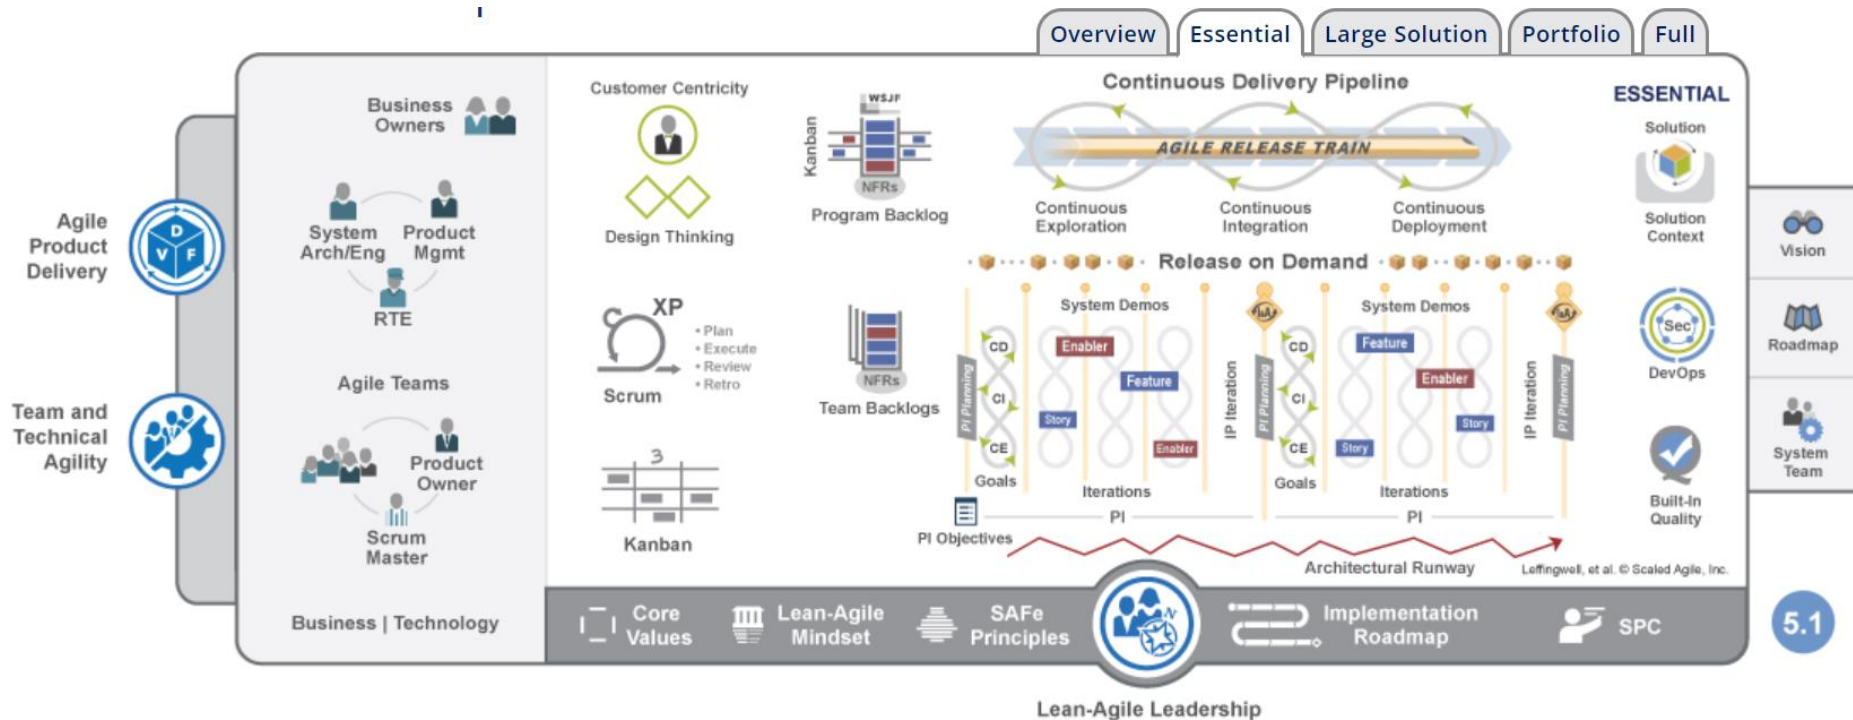 Overview
Essential
Large Solution
Portfolio
Full
Agile
Product
Delivery
D
V F
Team and
Technical
Agility
Business
Owners
System
Arch/Eng
Product
Mgmt
RTE
Agile Teams
Product
Owner
Scrum
Master
Business | Technology
Customer Centricity
Design Thinking
XP
Scrum
• Plan
• Execute
• Review
• Retro
3
Kanban
Kanban
WSJF
NFRs
Program Backlog
NFRs
Team Backlogs
Continuous Delivery Pipeline
AGILE RELEASE TRAIN
Continuous
Exploration
Continuous
Integration
Continuous
Deployment
Release on Demand
System Demos
System Demos
I&A
I&A
PI Planning
CD
CI
CE
Goals
Enabler
Feature
Story
Enabler
Iterations
IP Iteration
PI Planning
CD
CI
CE
Goals
Feature
Enabler
Story
Story
Iterations
IP Iteration
PI Planning
PI
PI
PI Objectives
Architectural Runway
Leffingwell, et al. © Scaled Agile, Inc.
ESSENTIAL
Solution
Solution
Context
Sec
DevOps
Built-In
Quality
Vision
Roadmap
System
Team
Core
Values
Lean-Agile
Mindset
SAFe
Principles
N
Implementation
Roadmap
SPC
5.1
Lean-Agile Leadership